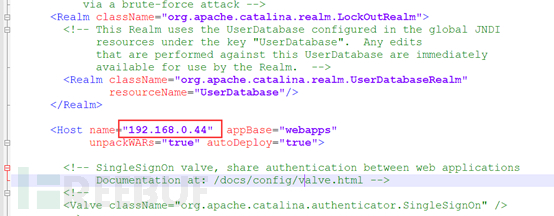 via a brute-force attack -->
<Realm className="org.apache.catalina.realm.LockOutRealm">
<!-- This Realm uses the UserDatabase configured in the global JNDI
resources under the key "UserDatabase".  Any edits
that are performed against this UserDatabase are immediately
available for use by the Realm.  -->
<Realm className="org.apache.catalina.realm.UserDatabaseRealm"
resourceName="UserDatabase"/>
</Realm>
<Host name="192.168.0.44"  appBase="webapps"
unpackWARs="true" autoDeploy="true">
<!-- SingleSignOn valve, share authentication between web applications
Documentation at: /docs/config/valve.html -->
<!--
<Valve className="org.apache.catalina.authenticator.SingleSignOn" />